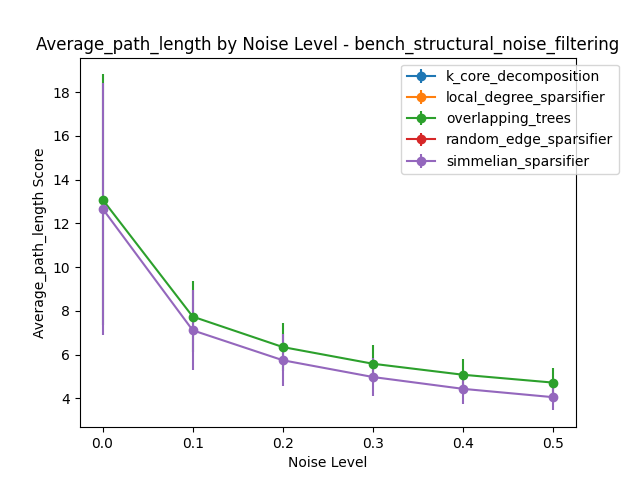 Average_path_length by Noise Level - bench_structural_noise_filtering
k_core_decomposition
local_degree_sparsifier
overlapping_trees
random_edge_sparsifier
simmelian_sparsifier
Average_path_length Score
18
16
14
12
10
8
6
4
0.0 0.1 0.2 0.3 0.4 0.5
Noise Level